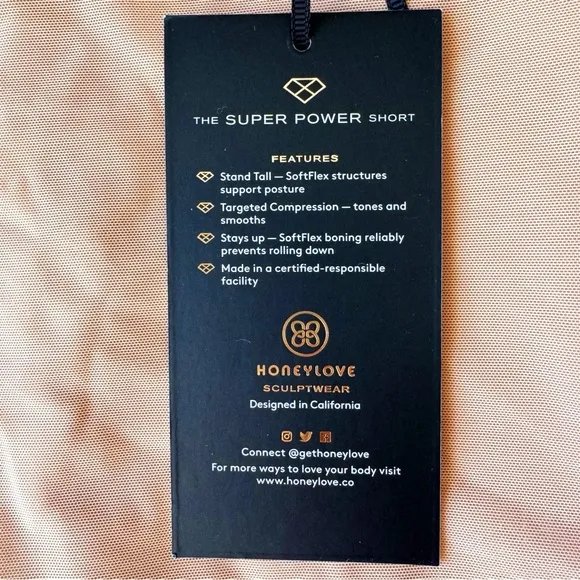 THE SUPER POWER SHORT
FEATURES
Stand Tall — SoftFlex structures
support posture
Targeted Compression — tones and
smooths
Stays up — SoftFlex boning reliably
prevents rolling down
Made in a certified-responsible
facility
HONEYLOVE
SCULPTWEAR
Designed in California
Connect @gethoneylove
For more ways to love your body visit
www.honeylove.co